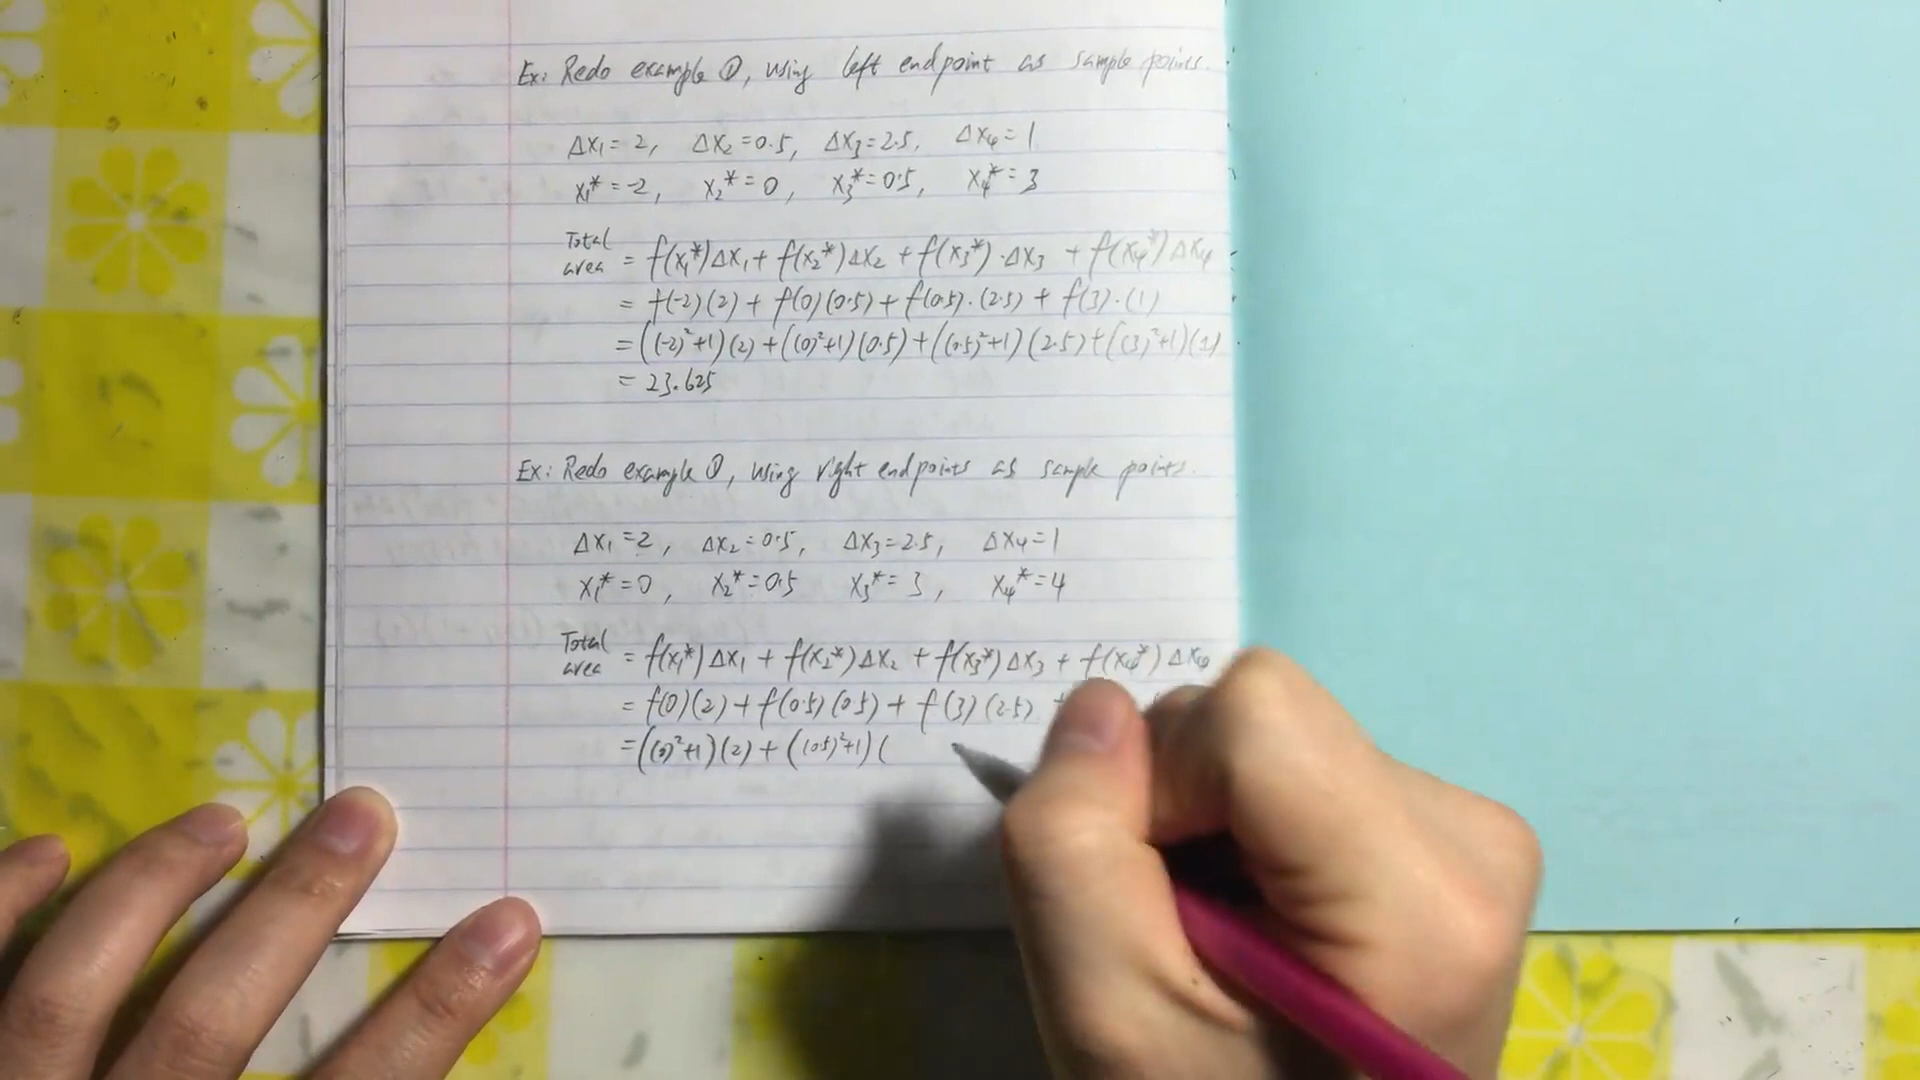 Ex: Redo example ①, using left endpoint as sample points.
Δx₁ = 2, Δx₂ = 0.5, Δx₃ = 2.5, Δx₄ = 1
x₁* = -2, x₂* = 0, x₃* = 0.5, x₄* = 3
Total area = f(x₁*)Δx₁ + f(x₂*)Δx₂ + f(x₃*)·Δx₃ + f(x₄*)Δx₄
= f(-2)(2) + f(0)(0.5) + f(0.5)·(2.5) + f(3)·(1)
= ((-2)²+1)(2) + ((0)²+1)(0.5) + ((0.5)²+1)(2.5) + ((3)²+1)(1)
= 23.625
Ex: Redo example ①, using right endpoints as sample points.
Δx₁ = 2, Δx₂ = 0.5, Δx₃ = 2.5, Δx₄ = 1
x₁* = 0, x₂* = 0.5 x₃* = 3, x₄* = 4
Total area = f(x₁*)Δx₁ + f(x₂*)Δx₂ + f(x₃*)Δx₃ + f(x₄*)Δx₄
= f(0)(2) + f(0.5)(0.5) + f(3)(2.5)
= ((0)²+1)(2) + ((0.5)²+1)(